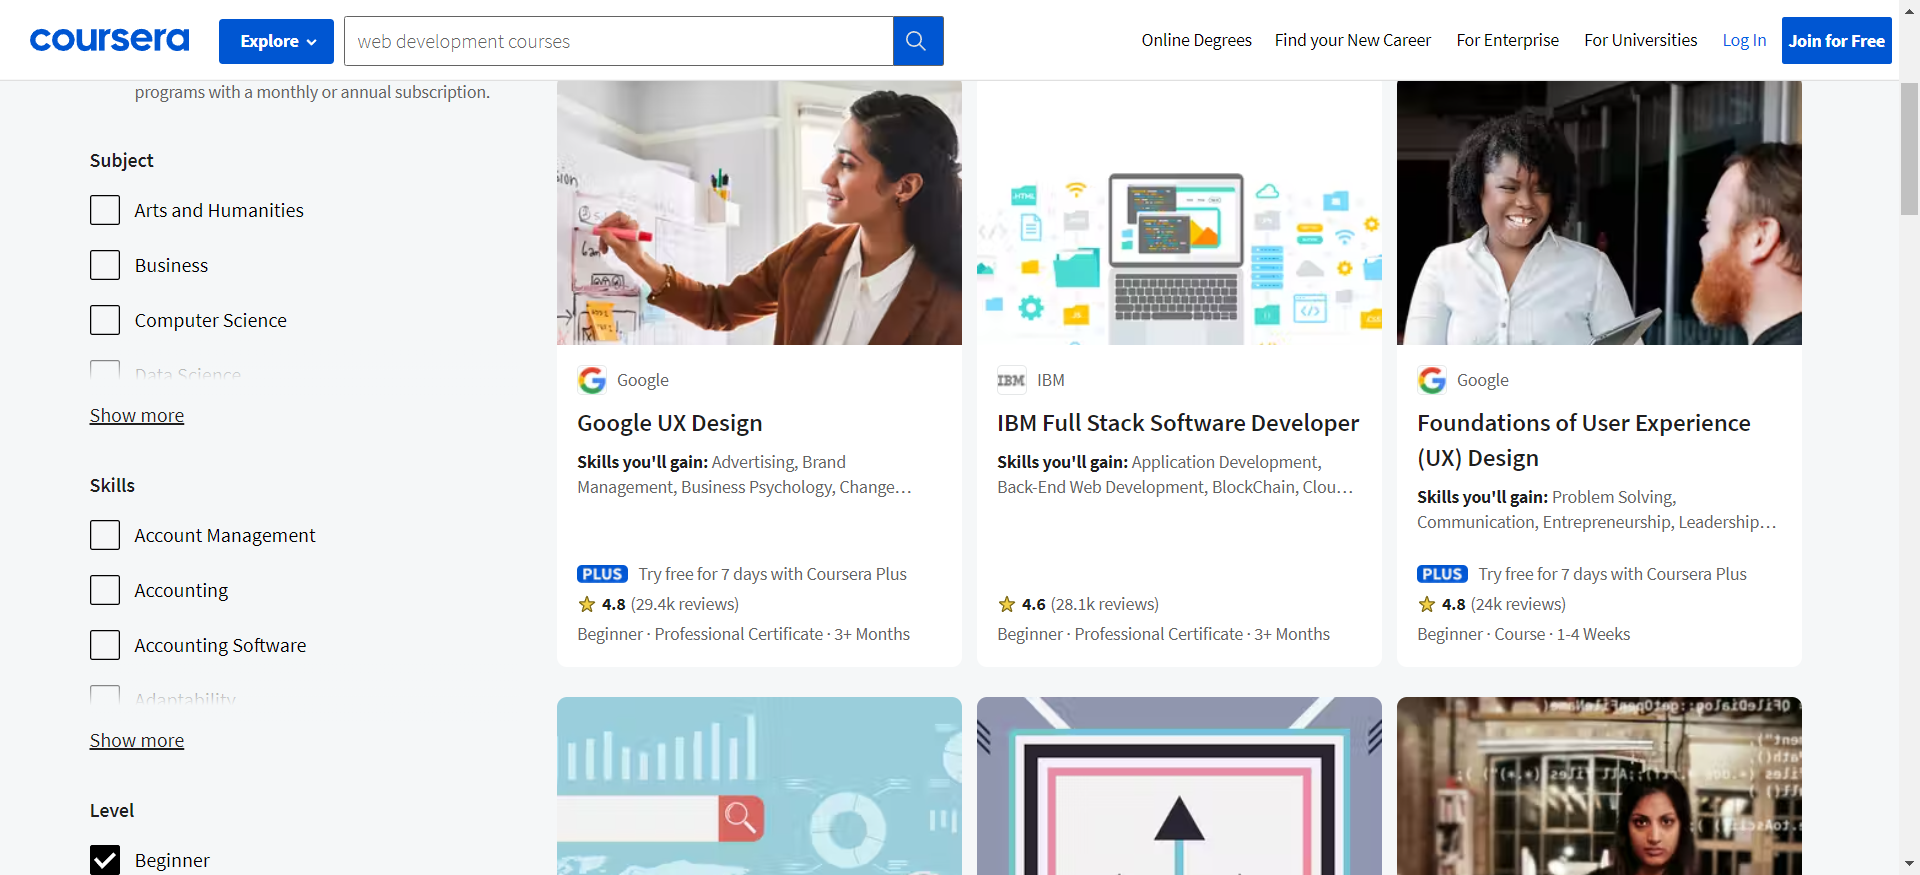 coursera
Explore
web development courses
Online Degrees
Find your New Career
For Enterprise
For Universities
Log In
Join for Free
programs with a monthly or annual subscription.
Subject
Arts and Humanities
Business
Computer Science
Data Science
Show more
Skills
Account Management
Accounting
Accounting Software
Adaptability
Show more
Level
Beginner
Google
Google UX Design
Skills you'll gain: Advertising, Brand
Management, Business Psychology, Change...
PLUS Try free for 7 days with Coursera Plus
4.8 (29.4k reviews)
Beginner · Professional Certificate · 3+ Months
HTML
JS
</>
IBM IBM
IBM Full Stack Software Developer
Skills you'll gain: Application Development,
Back-End Web Development, BlockChain, Clou...
4.6 (28.1k reviews)
Beginner · Professional Certificate · 3+ Months
Google
Foundations of User Experience
(UX) Design
Skills you'll gain: Problem Solving,
Communication, Entrepreneurship, Leadership...
PLUS Try free for 7 days with Coursera Plus
4.8 (24k reviews)
Beginner · Course · 1-4 Weeks